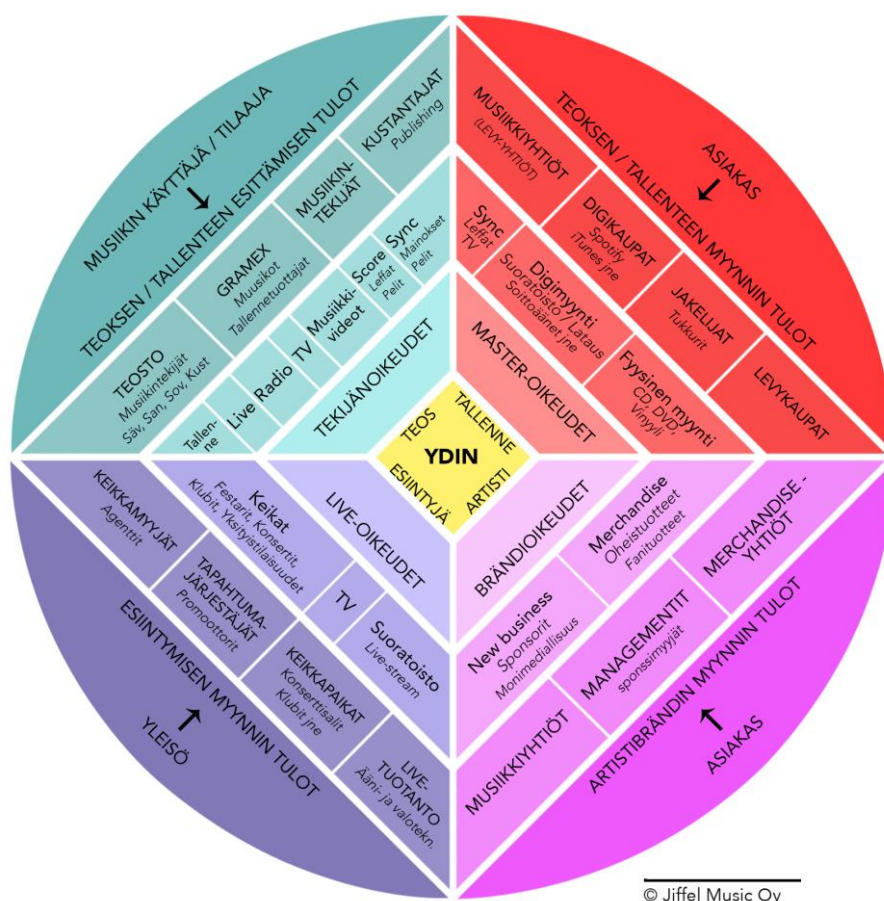 MUSIIKIN KÄYTTÄJÄ / TILAAJA
TEOKSEN / TALLENTEEN ESITTÄMISEN TULOT
TEOSTO
Musiikintekijät
Säv, San, Sov, Kust
GRAMEX
Muusikot
Tallennetuottajat
MUSIIKIN-
TEKIJÄT
KUSTANTAJAT
Publishing
Tallen-
ne
Live
Radio
TV
Musiikki-
videot
Score
Leffat
Pelit
Sync
Mainokset
Pelit
TEKIJÄNOIKEUDET
ASIAKAS
TEOKSEN / TALLENTEEN MYYNNIN TULOT
MUSIIKKIYHTIÖT
(LEVY-YHTIÖT)
DIGIKAUPAT
Spotify
iTunes jne
JAKELIJAT
Tukkurit
LEVYKAUPAT
Sync
Leffat
TV
Digimyynti
Suoratoisto / Lataus
Soittoäänet jne
Fyysinen myynti
CD, DVD,
Vinyyli
MASTER-OIKEUDET
TEOS
TALLENNE
YDIN
ESIINTYJÄ
ARTISTI
LIVE-OIKEUDET
Keikat
Festarit, Konsertit,
Klubit, Yksityistilaisuudet
TV
Suoratoisto
Live-stream
KEIKKAMYYJÄT
Agenttit
TAPAHTUMA.
JÄRJESTÄJÄT
Promoottorit
KEIKKAPAIKAT
Konserttisalit
Klubit jne
LIVE-
TUOTANTO
Ääni- ja valotekn.
ESIINTYMISEN MYYNNIN TULOT
YLEISÖ
BRÄNDIOIKEUDET
Merchandise
Oheistuotteet
Fanituotteet
New business
Sponsorit
Monimediallisuus
MERCHANDISE -
YHTIÖT
MANAGEMENTIT
sponssimyyjät
MUSIIKKIYHTIÖT
ARTISTIBRÄNDIN MYYNNIN TULOT
ASIAKAS
© Jiffel Music Oy